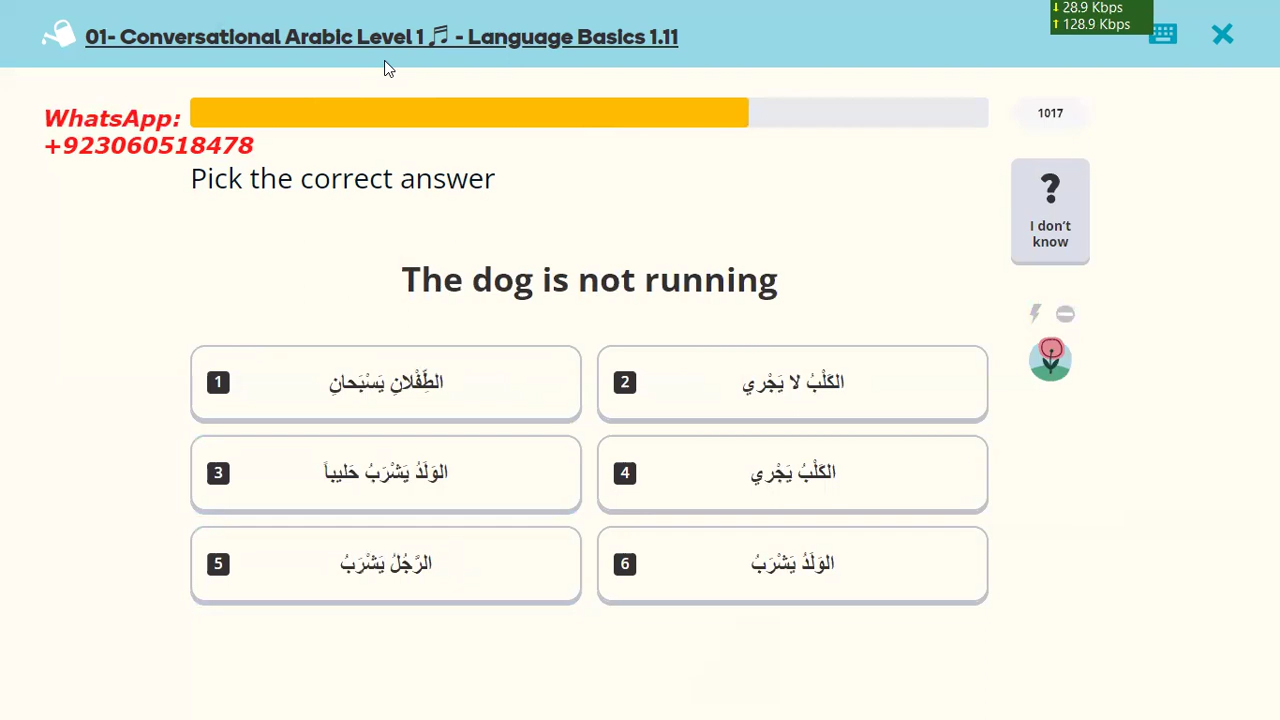 ↓ 28.9 Kbps
↑ 128.9 Kbps
01- Conversational Arabic Level 1 🎵 - Language Basics 1.11
WhatsApp:
+923060518478
1017
Pick the correct answer
?
I don't
know
The dog is not running
1 الطِّفْلانِ يَسْبَحانِ
2 الكَلْبُ لا يَجْري
3 الوَلَدُ يَشْرَبُ حَليباً
4 الكَلْبُ يَجْري
5 الرَّجُلُ يَشْرَبُ
6 الوَلَدُ يَشْرَبُ